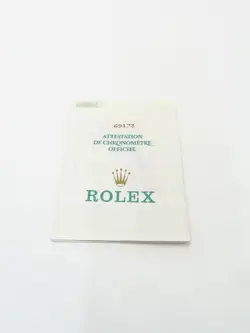 69173
ATTESTATION
DE CHRONOMÈTRE
OFFICIEL
ROLEX